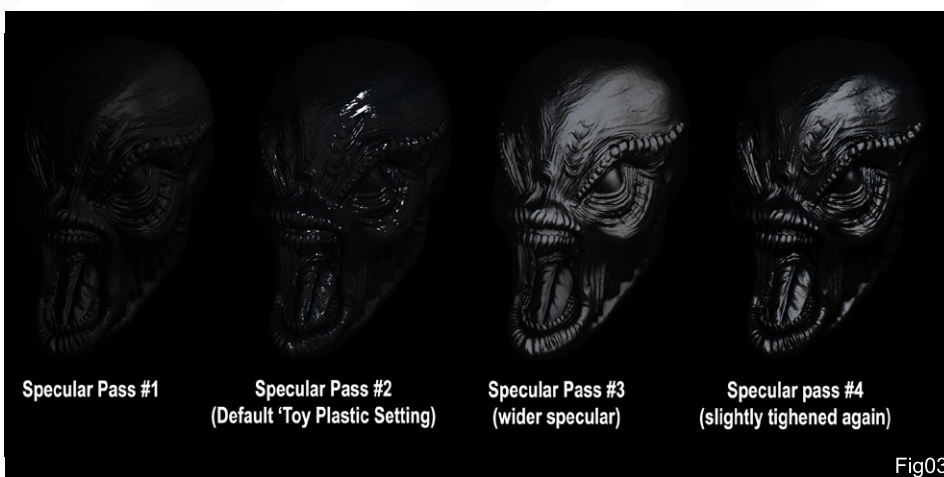 Specular Pass #1
Specular Pass #2
(Default ‘Toy Plastic Setting)
Specular Pass #3
(wider specular)
Specular pass #4
(slightly tighened again)
Fig03